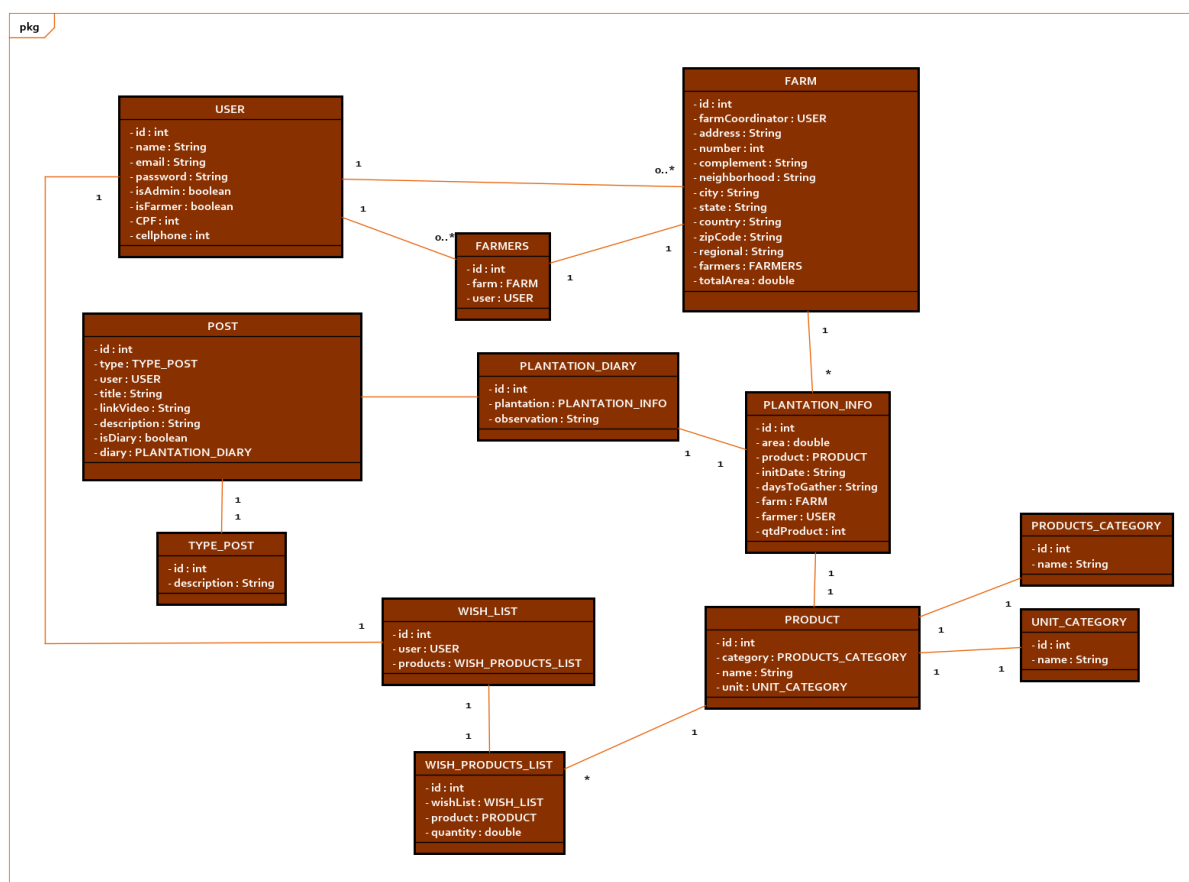 pkg
USER
- id : int
- name : String
- email : String
- password : String
- isAdmin : boolean
- isFarmer : boolean
- CPF : int
- cellphone : int
FARM
- id : int
- farmCoordinator : USER
- address : String
- number : int
- complement : String
- neighborhood : String
- city : String
- state : String
- country : String
- zipCode : String
- regional : String
- farmers : FARMERS
- totalArea : double
1
0..*
1
1
0..*
1
1
FARMERS
- id : int
- farm : FARM
- user : USER
POST
- id : int
- type : TYPE_POST
- user : USER
- title : String
- linkVideo : String
- description : String
- isDiary : boolean
- diary : PLANTATION_DIARY
PLANTATION_DIARY
- id : int
- plantation : PLANTATION_INFO
- observation : String
1
*
PLANTATION_INFO
- id : int
- area : double
- product : PRODUCT
- initDate : String
- daysToGather : String
- farm : FARM
- farmer : USER
- qtdProduct : int
1
1
1
1
TYPE_POST
- id : int
- description : String
PRODUCTS_CATEGORY
- id : int
- name : String
1
1
WISH_LIST
- id : int
- user : USER
- products : WISH_PRODUCTS_LIST
1
PRODUCT
- id : int
- category : PRODUCTS_CATEGORY
- name : String
- unit : UNIT_CATEGORY
1
1
UNIT_CATEGORY
- id : int
- name : String
1
1
1
1
1
*
WISH_PRODUCTS_LIST
- id : int
- wishList : WISH_LIST
- product : PRODUCT
- quantity : double